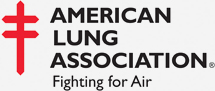 AMERICAN
LUNG
ASSOCIATION®
Fighting for Air